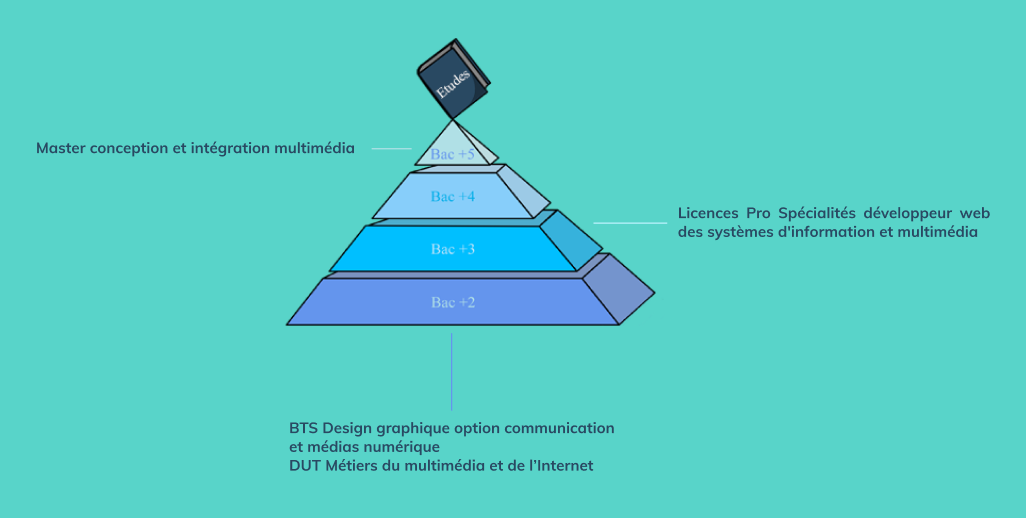 Etudes
Master conception et intégration multimédia
Bac +5
Bac +4
Licences Pro Spécialités développeur web
des systèmes d'information et multimédia
Bac +3
Bac +2
BTS Design graphique option communication
et médias numérique
DUT Métiers du multimédia et de l'Internet